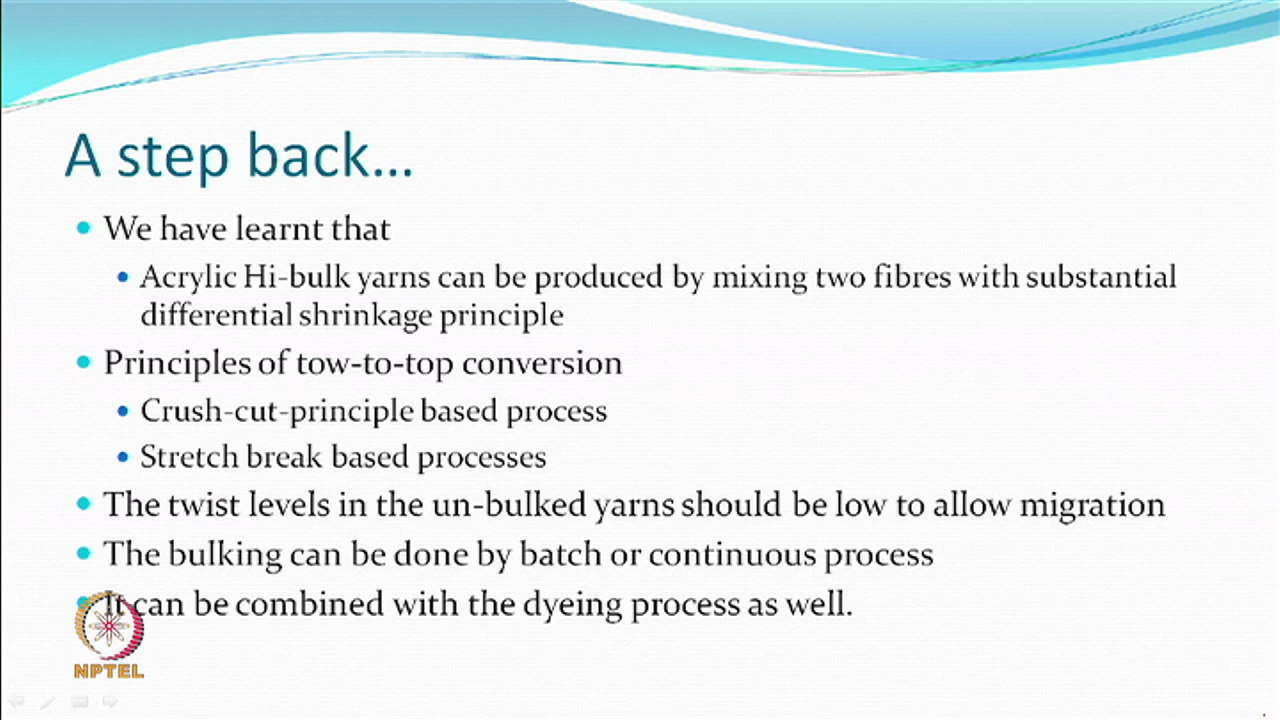 A step back...
We have learnt that
Acrylic Hi-bulk yarns can be produced by mixing two fibres with substantial
differential shrinkage principle
Principles of tow-to-top conversion
Crush-cut-principle based process
Stretch break based processes
The twist levels in the un-bulked yarns should be low to allow migration
The bulking can be done by batch or continuous process
It can be combined with the dyeing process as well.
NPTEL